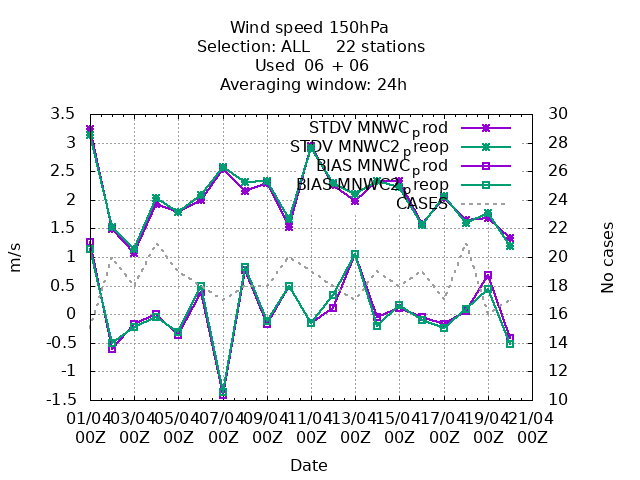 Wind speed 150hPa
Selection: ALL 22 stations
Used 06 + 06
Averaging window: 24h
3.5
3
2.5
2
1.5
1
0.5
0
-0.5
-1
-1.5
m/s
30
28
26
24
22
20
18
16
14
12
10
No cases
STDV MNWC_prod
STDV MNWC2_preop
BIAS MNWC_prod
BIAS MNWC2_preop
CASES
01/04 03/04 05/04 07/04 09/04 11/04 13/04 15/04 17/04 19/04 21/04
00Z 00Z 00Z 00Z 00Z 00Z 00Z 00Z 00Z 00Z 00Z
Date